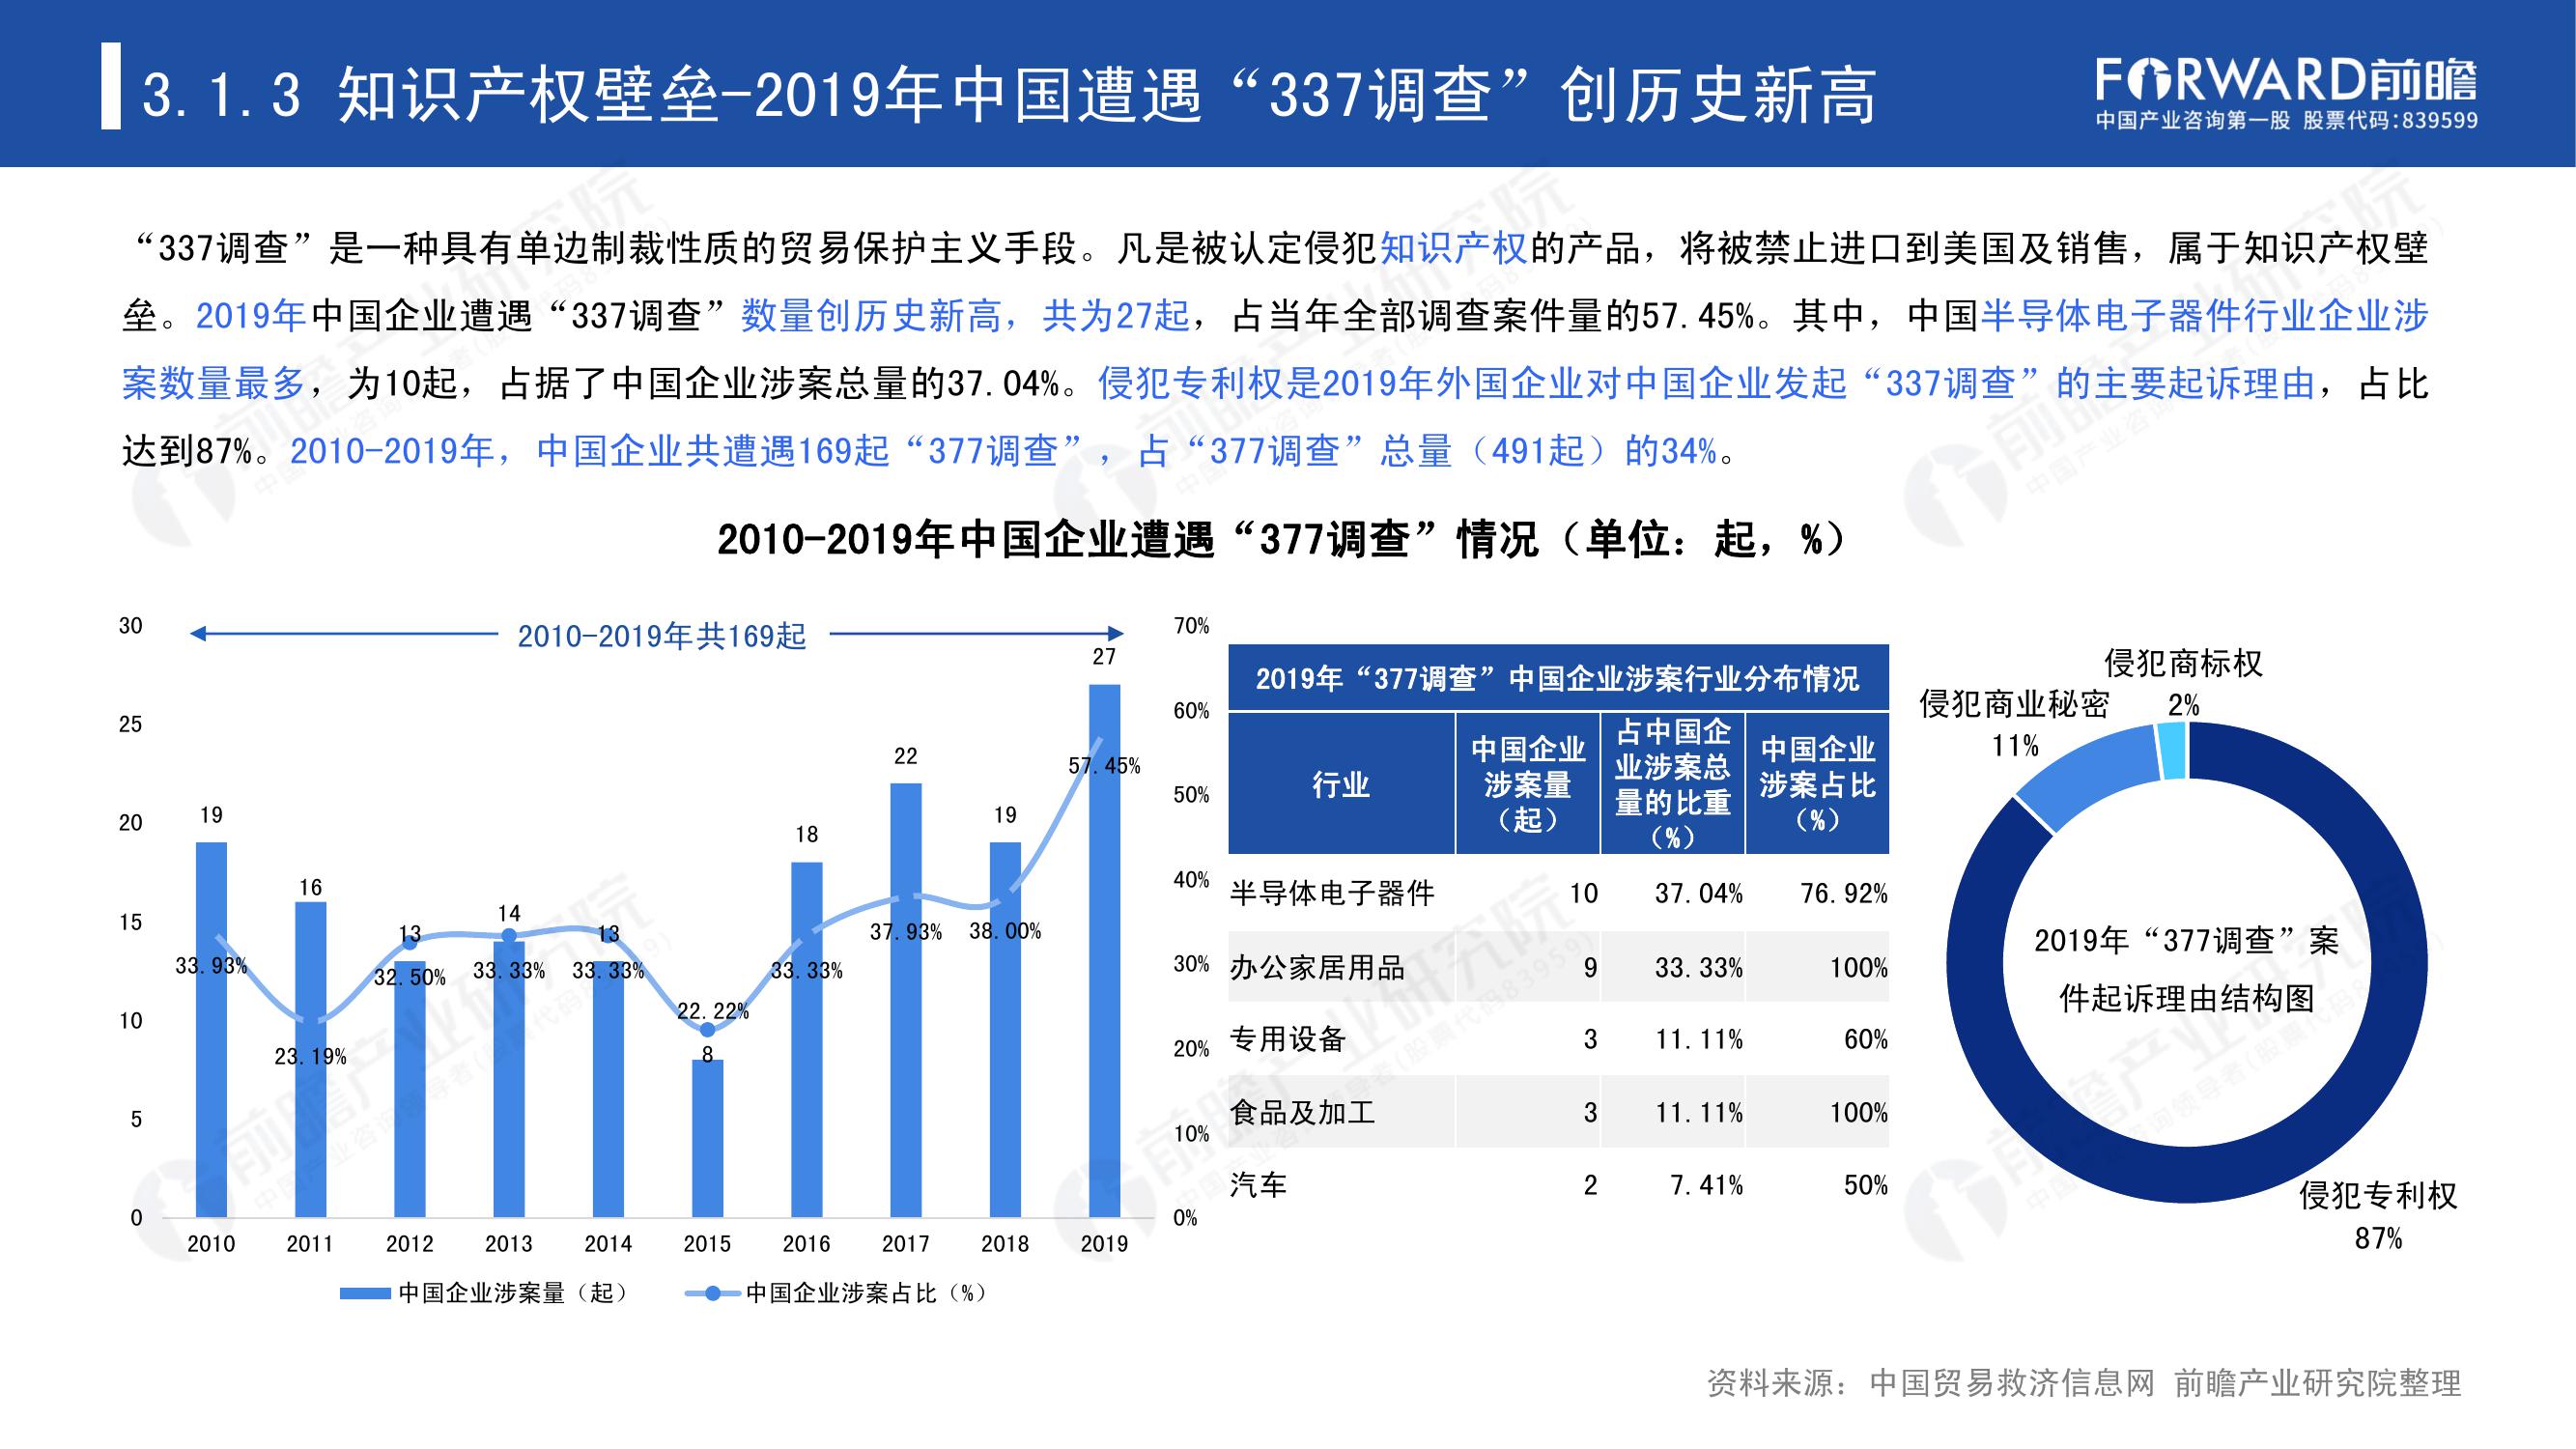 3.1.3 知识产权壁垒-2019年中国遭遇“337调查”创历史新高
FORWARD前瞻
中国产业咨询第一股 股票代码:839599
“337调查”是一种具有单边制裁性质的贸易保护主义手段。凡是被认定侵犯知识产权的产品，将被禁止进口到美国及销售，属于知识产权壁
垒。2019年中国企业遭遇“337调查”数量创历史新高，共为27起，占当年全部调查案件量的57.45%。其中，中国半导体电子器件行业企业涉
案数量最多，为10起，占据了中国企业涉案总量的37.04%。侵犯专利权是2019年外国企业对中国企业发起“337调查”的主要起诉理由，占比
达到87%。2010-2019年，中国企业共遭遇169起“377调查”，占“377调查”总量（491起）的34%。
2010-2019年中国企业遭遇“377调查”情况（单位：起，%）
2010-2019年共169起
30
25
20
15
10
5
0
70%
60%
50%
40%
30%
20%
10%
0%
19
16
13
14
13
8
18
22
19
27
33.93%
23.19%
32.50%
33.33%
33.33%
22.22%
33.33%
37.93%
38.00%
57.45%
2010 2011 2012 2013 2014 2015 2016 2017 2018 2019
中国企业涉案量（起） 中国企业涉案占比（%）
2019年“377调查”中国企业涉案行业分布情况
行业
中国企业
涉案量
（起）
占中国企
业涉案总
量的比重
（%）
中国企业
涉案占比
（%）
半导体电子器件 10 37.04% 76.92%
办公家居用品 9 33.33% 100%
专用设备 3 11.11% 60%
食品及加工 3 11.11% 100%
汽车 2 7.41% 50%
侵犯商标权
2%
侵犯商业秘密
11%
2019年“377调查”案
件起诉理由结构图
侵犯专利权
87%
资料来源：中国贸易救济信息网 前瞻产业研究院整理